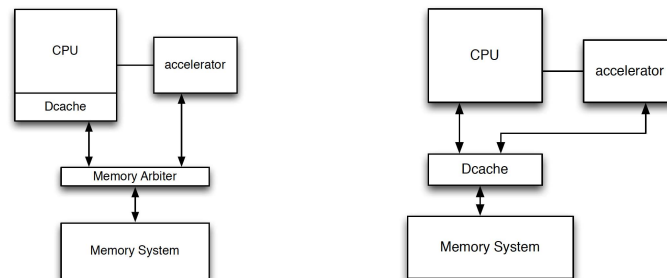 CPU
accelerator
Dcache
Memory Arbiter
Memory System
CPU
accelerator
Dcache
Memory System